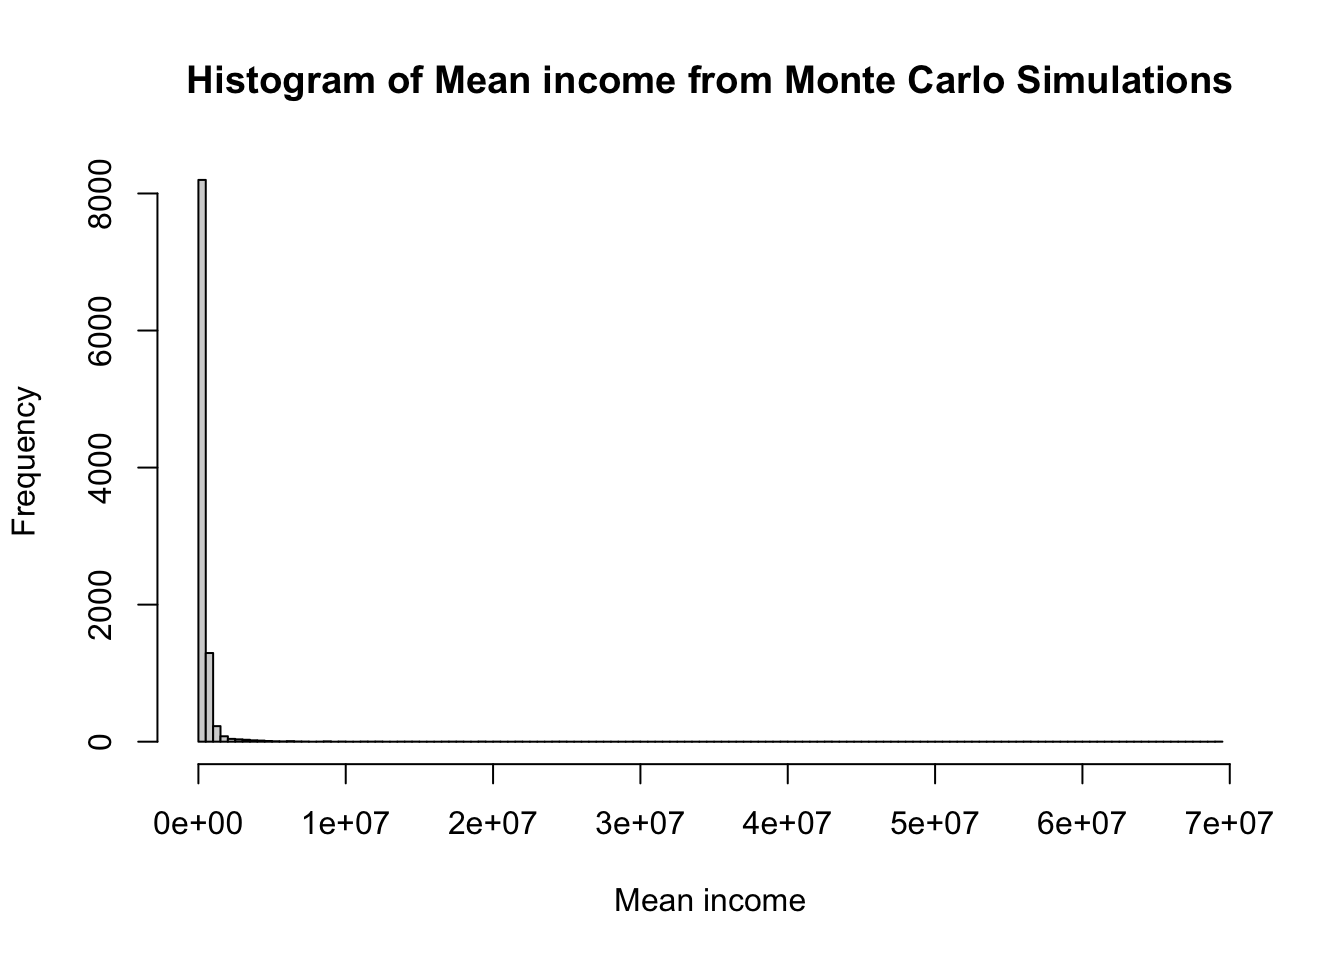 Histogram of Mean income from Monte Carlo Simulations
8000
6000
4000
2000
0
Frequency
0e+00 1e+07 2e+07 3e+07 4e+07 5e+07 6e+07 7e+07
Mean income